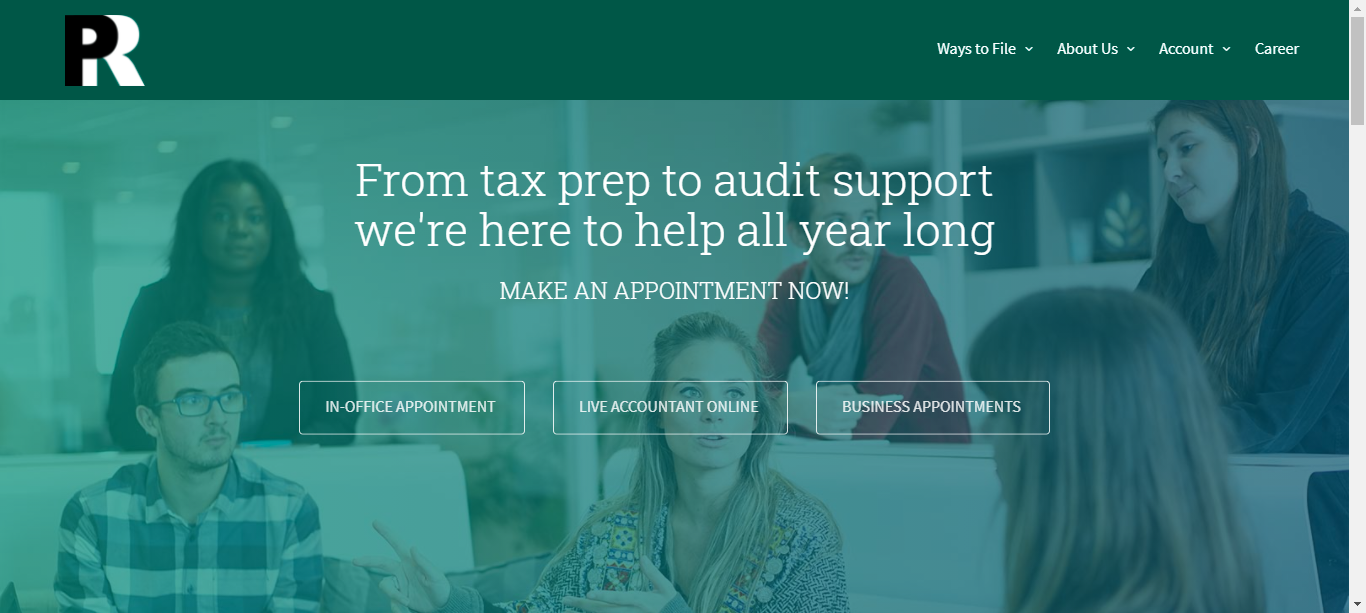 PR
Ways to File
About Us
Account
Career
From tax prep to audit support
we're here to help all year long
MAKE AN APPOINTMENT NOW!
IN-OFFICE APPOINTMENT
LIVE ACCOUNTANT ONLINE
BUSINESS APPOINTMENTS